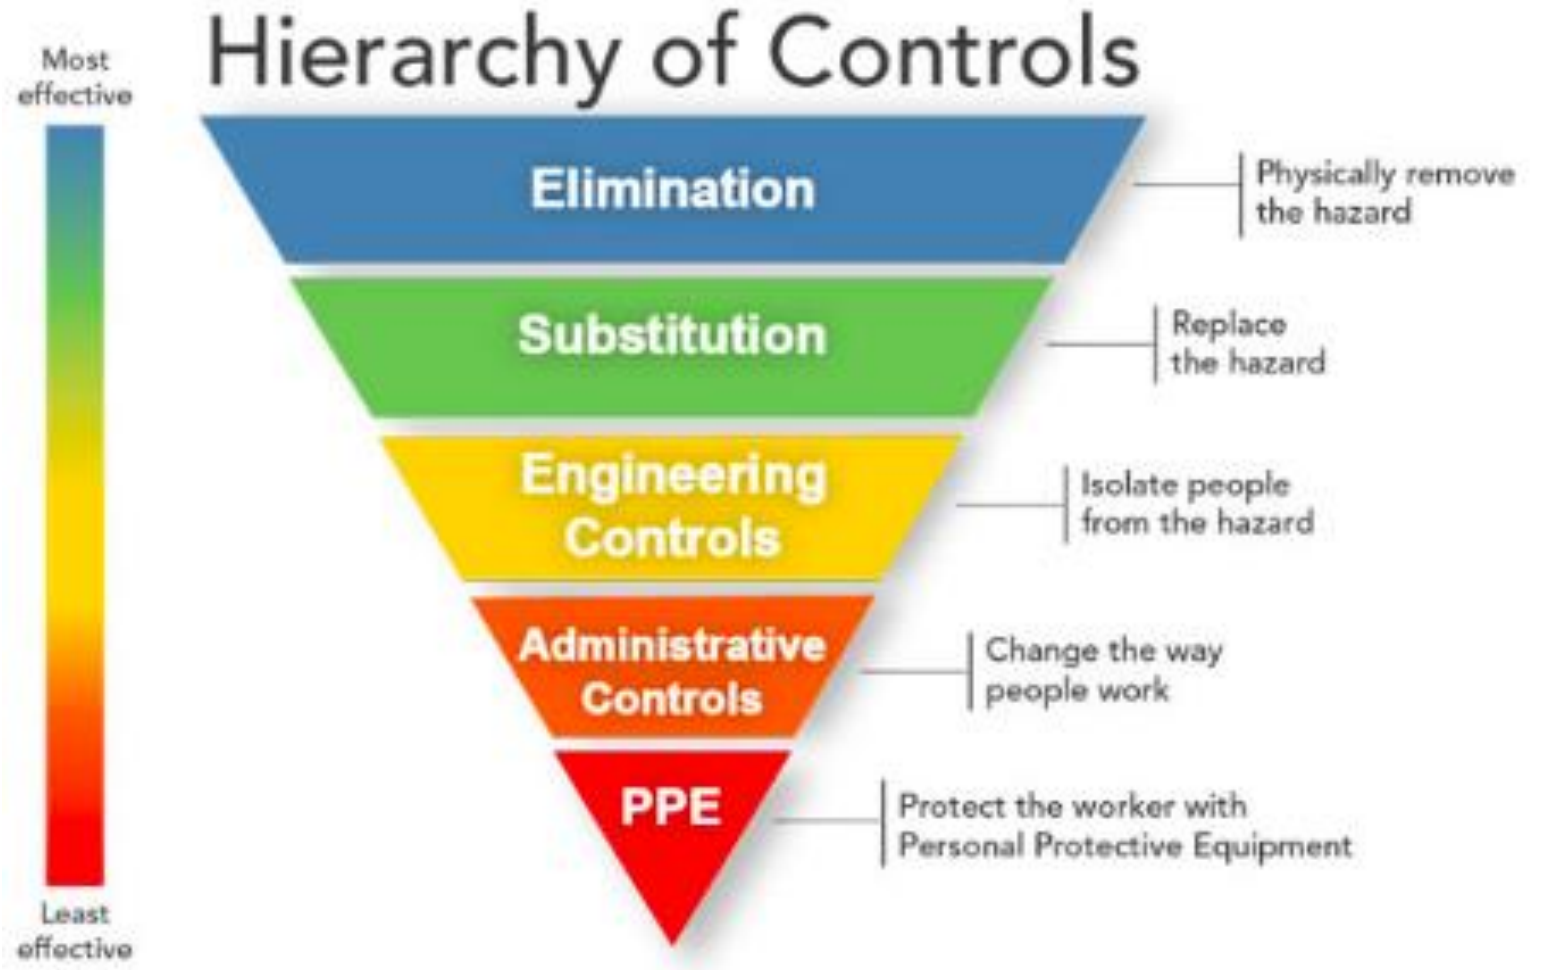 Hierarchy of Controls
Most
effective
Elimination
Physically remove
the hazard
Substitution
Replace
the hazard
Engineering
Controls
Isolate people
from the hazard
Administrative
Controls
Change the way
people work
PPE
Protect the worker with
Personal Protective Equipment
Least
effective